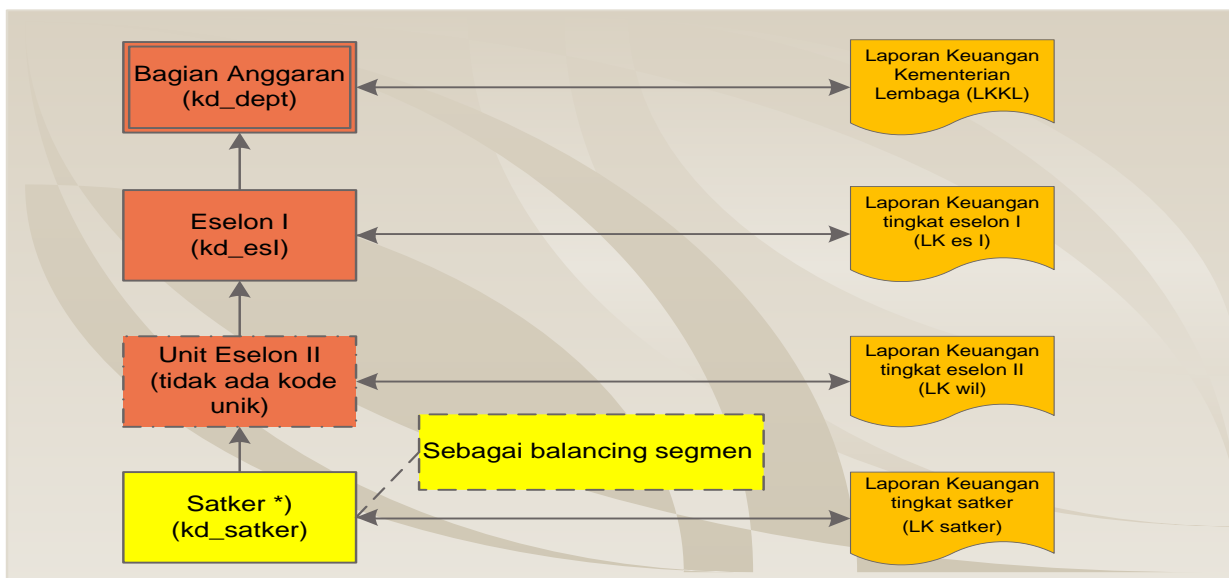 Bagian Anggaran
(kd_dept)
Laporan Keuangan
Kementerian
Lembaga (LKKL)
Eselon I
(kd_esI)
Laporan Keuangan
tingkat eselon I
(LK es I)
Unit Eselon II
(tidak ada kode
unik)
Laporan Keuangan
tingkat eselon II
(LK wil)
Sebagai balancing segmen
Satker *)
(kd_satker)
Laporan Keuangan
tingkat satker
(LK satker)